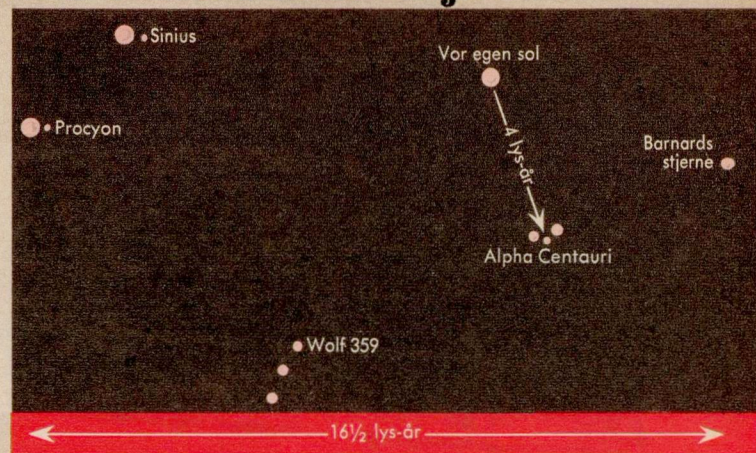 Sinius
Vor egen sol
Procyon
Barnards
stjerne
4 lys-år
Alpha Centauri
Wolf 359
16½ lys-år